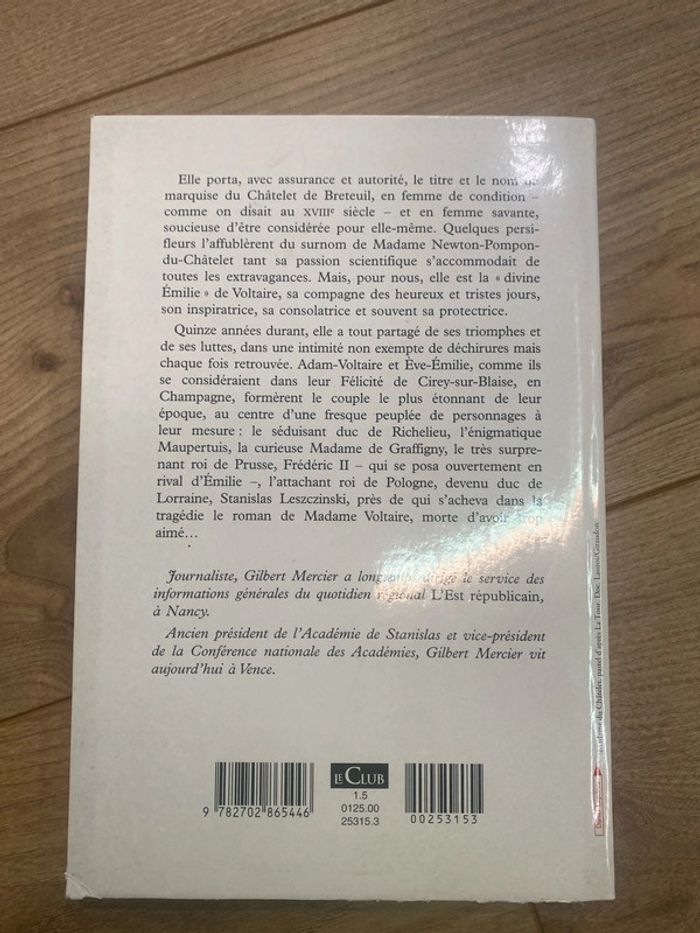 Elle porta, avec assurance et autorité, le titre et le nom de
marquise du Châtelet de Breteuil, en femme de condition –
comme on disait au XVIIIe siècle – et en femme savante,
soucieuse d'être considérée pour elle-même. Quelques persi-
fleurs l'affublèrent du surnom de Madame Newton-Pompon-
du-Châtelet tant sa passion scientifique s'accommodait de
toutes les extravagances. Mais, pour nous, elle est la « divine
Émilie » de Voltaire, sa compagne des heureux et tristes jours,
son inspiratrice, sa consolatrice et souvent sa protectrice.
Quinze années durant, elle a tout partagé de ses triomphes et
de ses luttes, dans une intimité non exempte de déchirures mais
chaque fois retrouvée. Adam-Voltaire et Ève-Émilie, comme ils
se considéraient dans leur Félicité de Cirey-sur-Blaise, en
Champagne, formèrent le couple le plus étonnant de leur
époque, au centre d'une fresque peuplée de personnages à
leur mesure : le séduisant duc de Richelieu, l'énigmatique
Maupertuis, la curieuse Madame de Graffigny, le très surpre-
nant roi de Prusse, Frédéric II – qui se posa ouvertement en
rival d'Émilie –, l'attachant roi de Pologne, devenu duc de
Lorraine, Stanislas Leszczinski, près de qui s'acheva dans la
tragédie le roman de Madame Voltaire, morte d'avoir trop
aimé...
Journaliste, Gilbert Mercier a longtemps dirigé le service des
informations générales du quotidien régional L'Est républicain,
à Nancy.
Ancien président de l'Académie de Stanislas et vice-président
de la Conférence nationale des Académies, Gilbert Mercier vit
aujourd'hui à Vence.
LE CLUB
1.5
0125.00
25315.3
9 782702 865446
00253153
Madame du Châtelet, pastel d'après La Tour. Doc. Lauros/Giraudon.